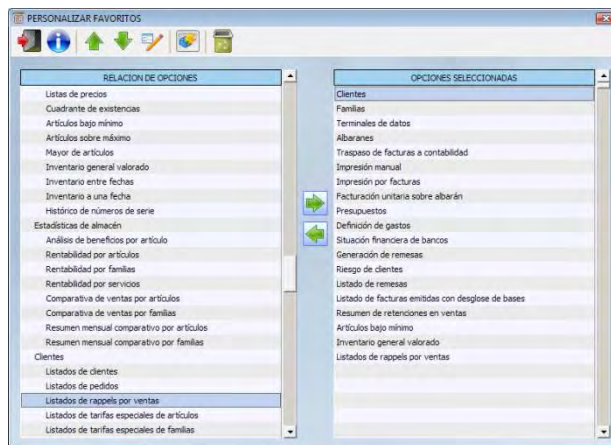 PERSONALIZAR FAVORITOS
RELACION DE OPCIONES
Listas de precios
Cuadrante de existencias
Artículos bajo mínimo
Artículos sobre máximo
Mayor de artículos
Inventario general valorado
Inventario entre fechas
Inventario a una fecha
Histórico de números de serie
Estadísticas de almacén
Análisis de beneficios por artículo
Rentabilidad por artículos
Rentabilidad por familias
Rentabilidad por servicios
Comparativa de ventas por artículos
Comparativa de ventas por familias
Resumen mensual comparativo por artículos
Resumen mensual comparativo por familias
Clientes
Listados de clientes
Listados de pedidos
Listados de rappels por ventas
Listados de tarifas especiales de artículos
Listados de tarifas especiales de familias
OPCIONES SELECCIONADAS
Clientes
Familias
Terminales de datos
Albaranes
Traspaso de facturas a contabilidad
Impresión manual
Impresión por facturas
Facturación unitaria sobre albarán
Presupuestos
Definición de gastos
Situación financiera de bancos
Generación de remesas
Riesgo de clientes
Listado de remesas
Listado de facturas emitidas con desglose de bases
Resumen de retenciones en ventas
Artículos bajo mínimo
Inventario general valorado
Listados de rappels por ventas